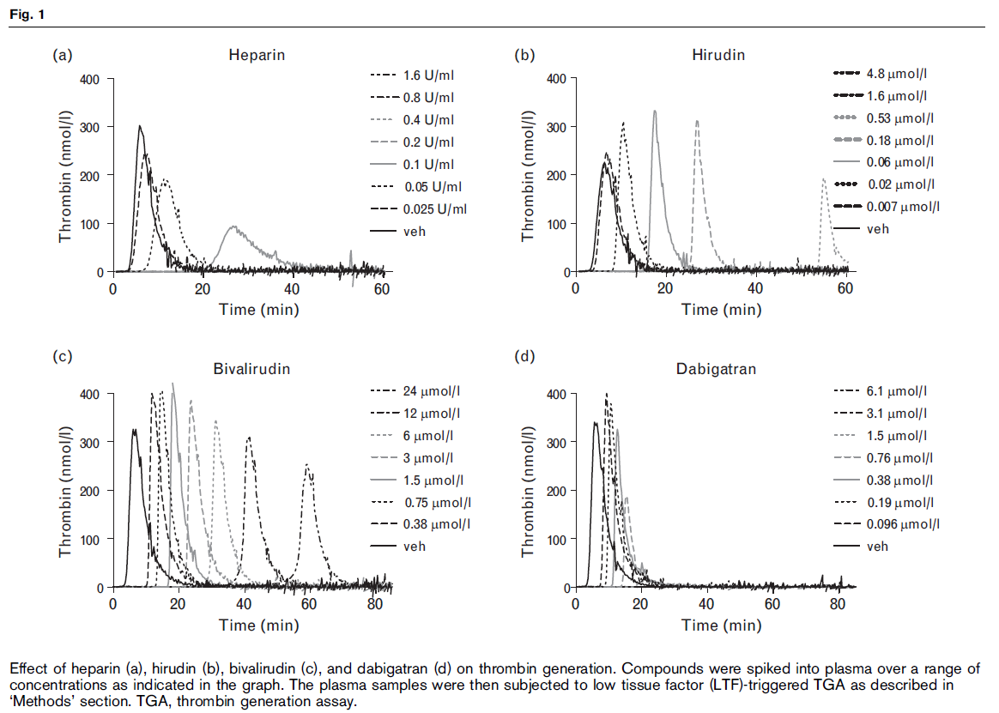 Fig. 1
(a)
Heparin
Thrombin (nmol/l)
400
300
200
100
0
0 20 40 60
Time (min)
1.6 U/ml
0.8 U/ml
0.4 U/ml
0.2 U/ml
0.1 U/ml
0.05 U/ml
0.025 U/ml
veh
(b)
Hirudin
Thrombin (nmol/l)
400
300
200
100
0
0 20 40 60
Time (min)
4.8 μmol/l
1.6 μmol/l
0.53 μmol/l
0.18 μmol/l
0.06 μmol/l
0.02 μmol/l
0.007 μmol/l
veh
(c)
Bivalirudin
Thrombin (nmol/l)
400
300
200
100
0
0 20 40 60 80
Time (min)
24 μmol/l
12 μmol/l
6 μmol/l
3 μmol/l
1.5 μmol/l
0.75 μmol/l
0.38 μmol/l
veh
(d)
Dabigatran
Thrombin (nmol/l)
400
300
200
100
0
0 20 40 60 80
Time (min)
6.1 μmol/l
3.1 μmol/l
1.5 μmol/l
0.76 μmol/l
0.38 μmol/l
0.19 μmol/l
0.096 μmol/l
veh
Effect of heparin (a), hirudin (b), bivalirudin (c), and dabigatran (d) on thrombin generation. Compounds were spiked into plasma over a range of
concentrations as indicated in the graph. The plasma samples were then subjected to low tissue factor (LTF)-triggered TGA as described in
‘Methods’ section. TGA, thrombin generation assay.